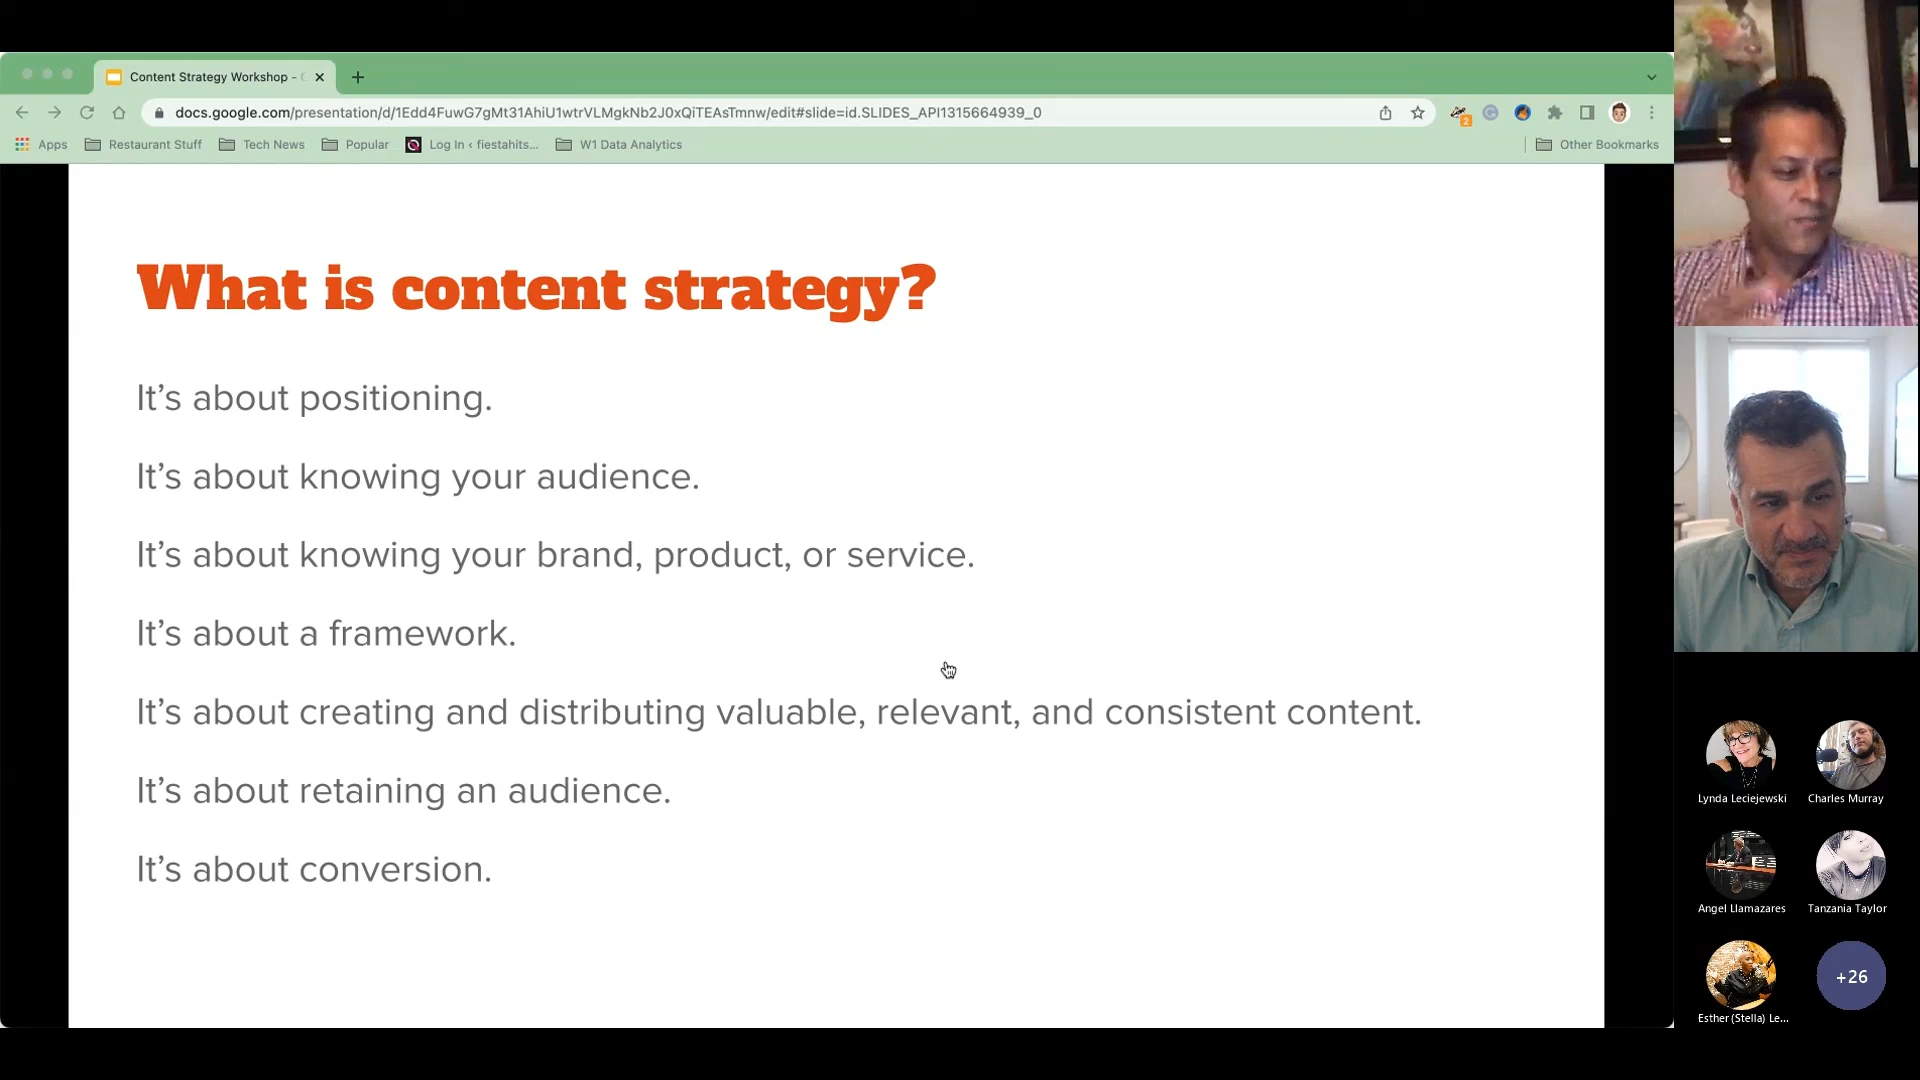 Content Strategy Workshop -
docs.google.com/presentation/d/1Edd4FuwG7gMt31AhiU1wtrVLMgkNb2J0xQiTEAsTmnw/edit#slide=id.SLIDES_API1315664939_0
2
Apps
Restaurant Stuff
Tech News
Popular
Log In ‹ fiestahits...
W1 Data Analytics
Other Bookmarks
What is content strategy?
It’s about positioning.
It’s about knowing your audience.
It’s about knowing your brand, product, or service.
It’s about a framework.
It’s about creating and distributing valuable, relevant, and consistent content.
It’s about retaining an audience.
It’s about conversion.
Lynda Leciejewski
Charles Murray
Angel Llamazares
Tanzania Taylor
Esther (Stella) Le...
+26